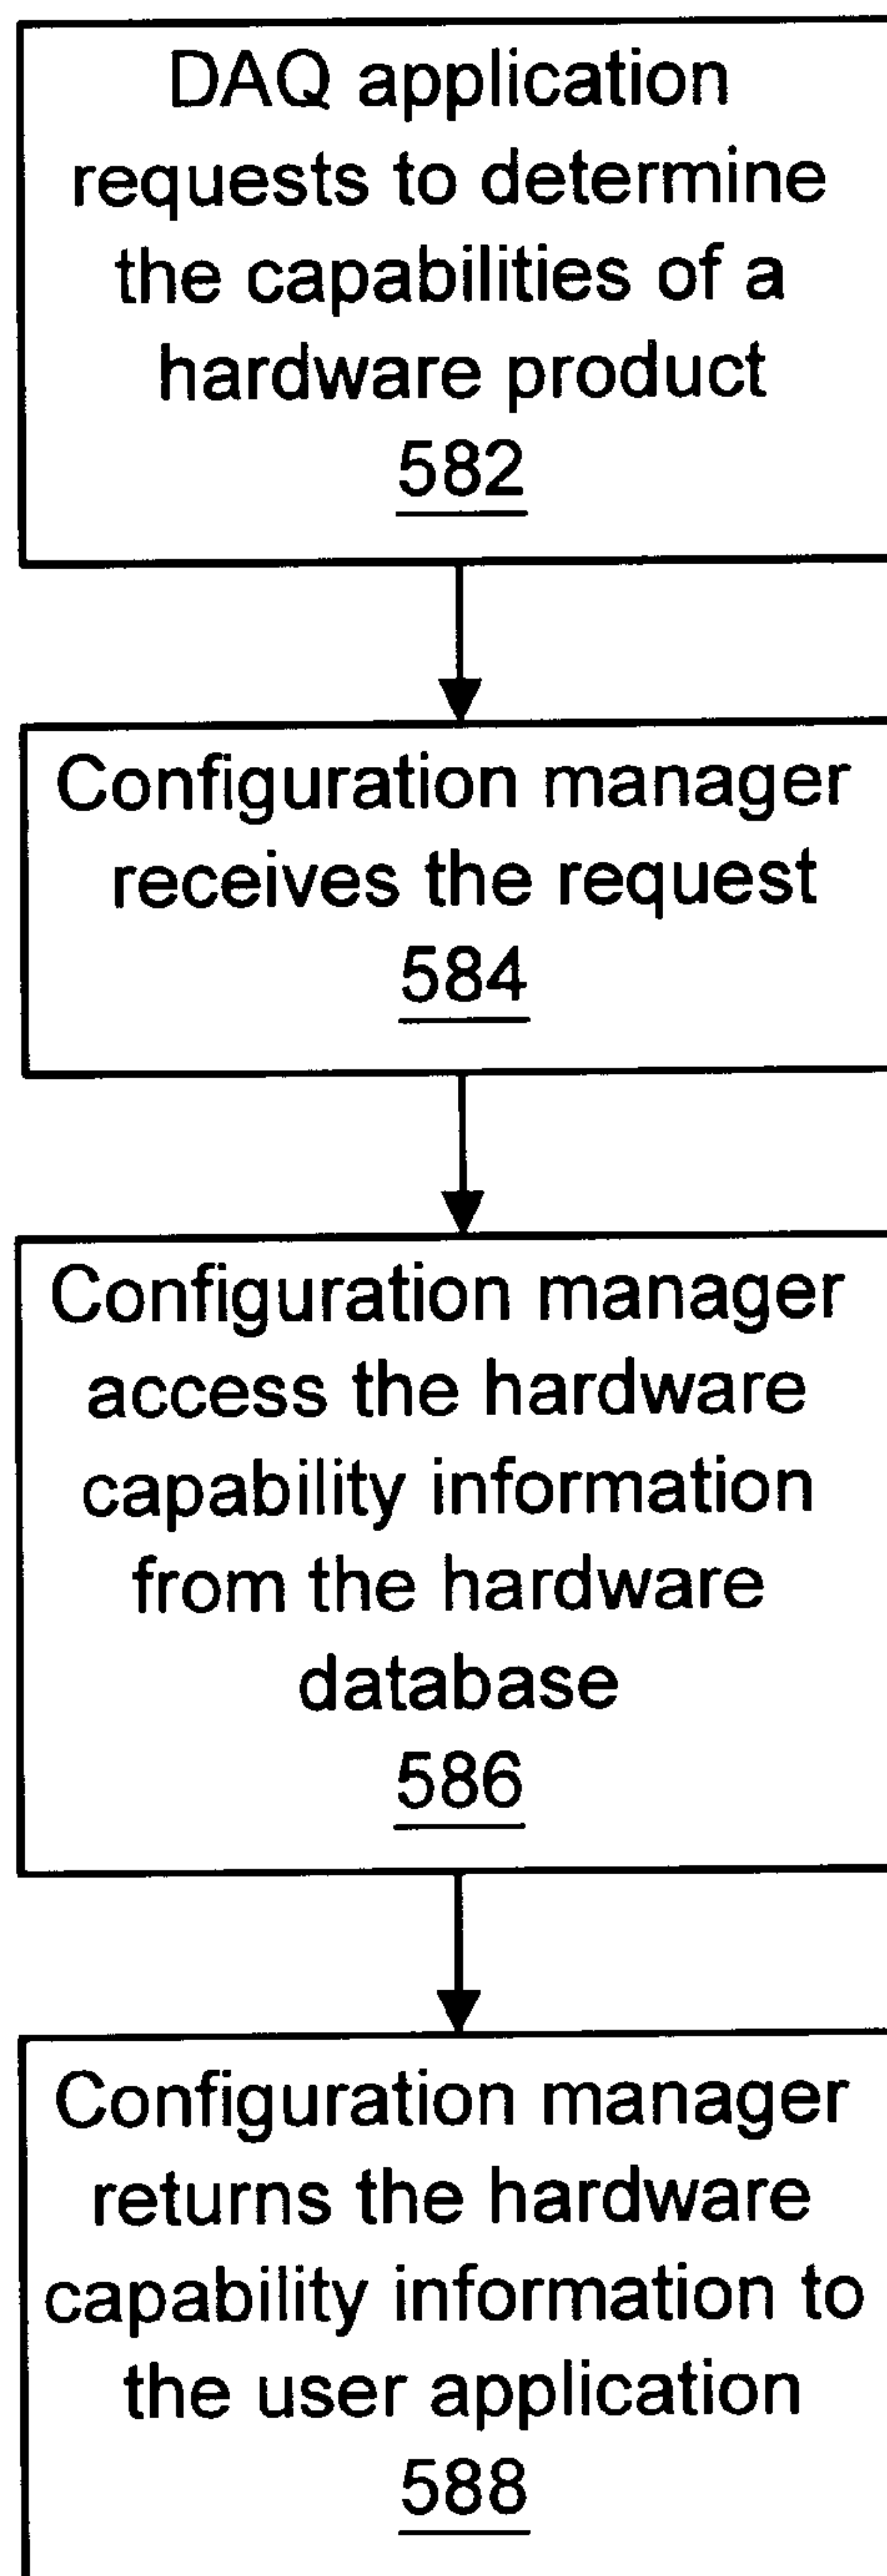 DAQ application
requests to determine
the capabilities of a
hardware product
582
Configuration manager
receives the request
584
Configuration manager
access the hardware
capability information
from the hardware
database
586
Configuration manager
returns the hardware
capability information to
the user application
588